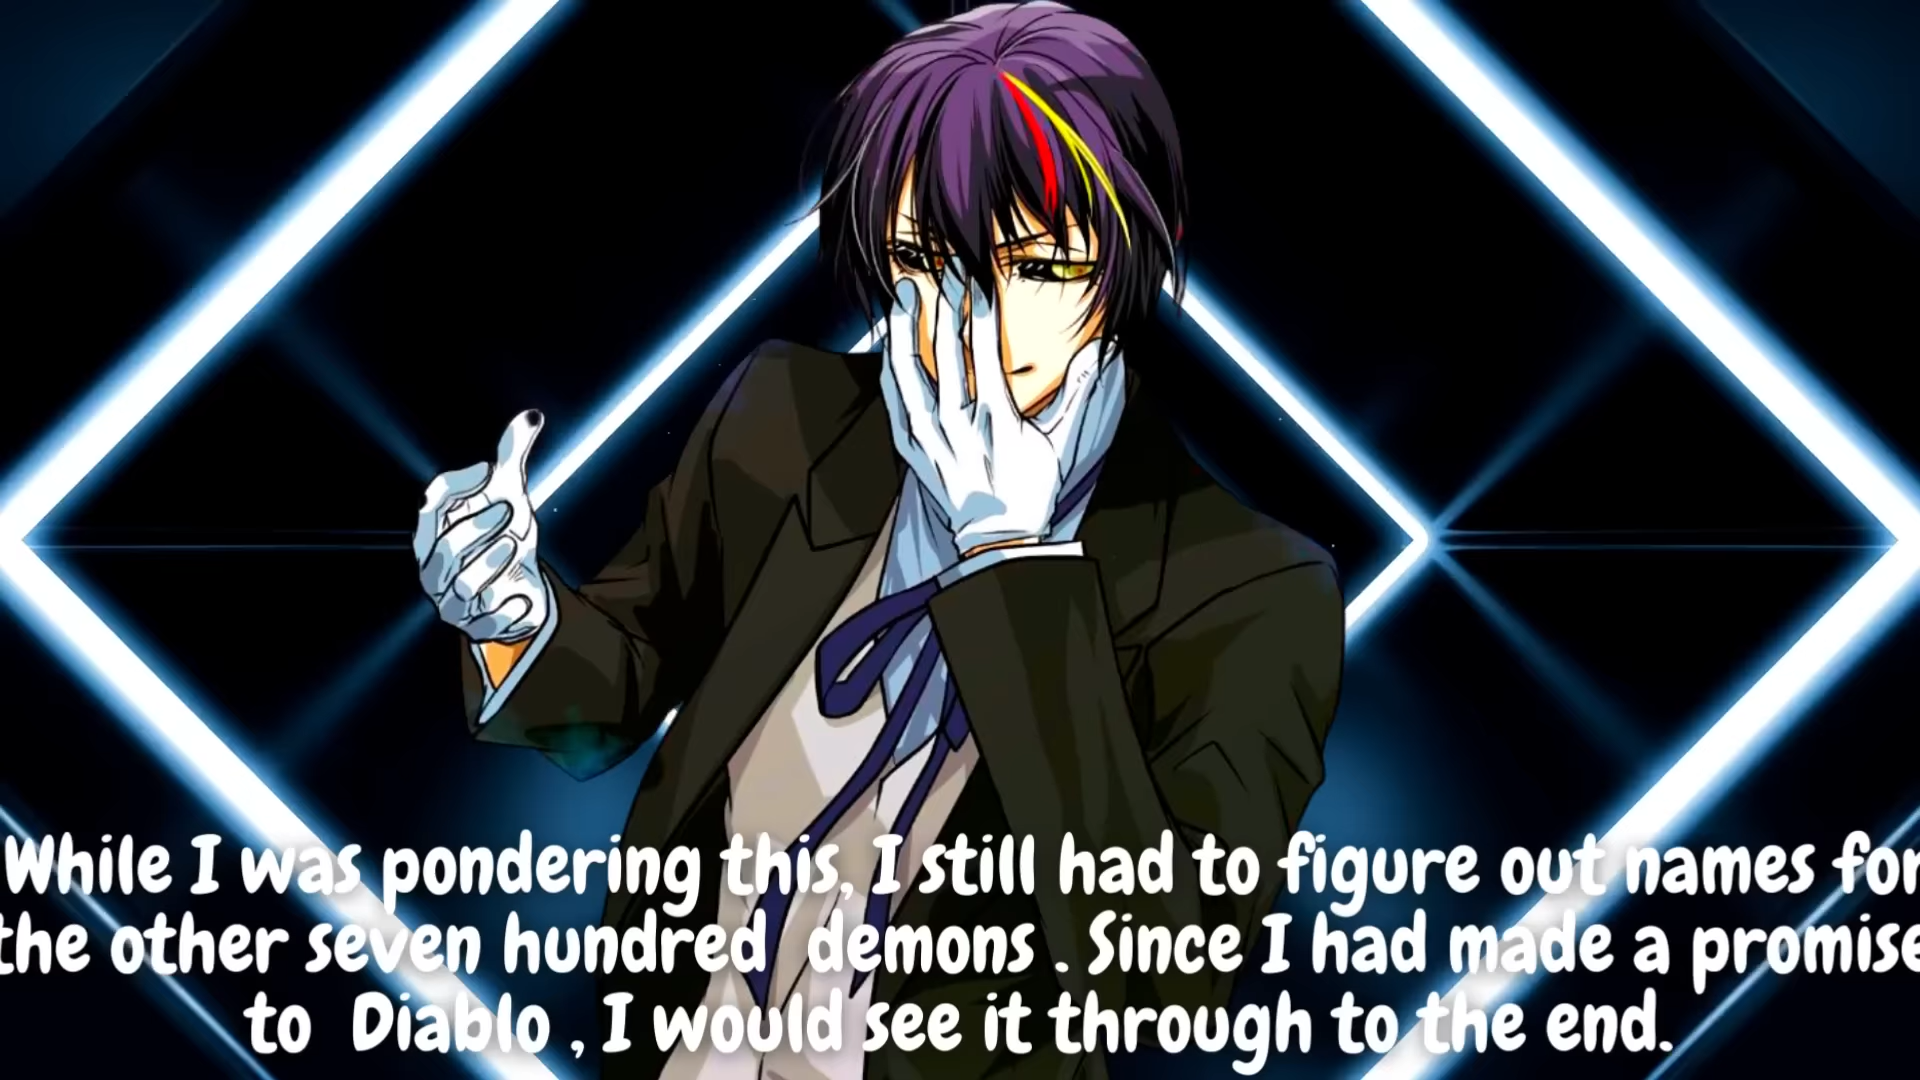 While I was pondering this, I still had to figure out names for
the other seven hundred demons . Since I had made a promise
to Diablo , I would see it through to the end.